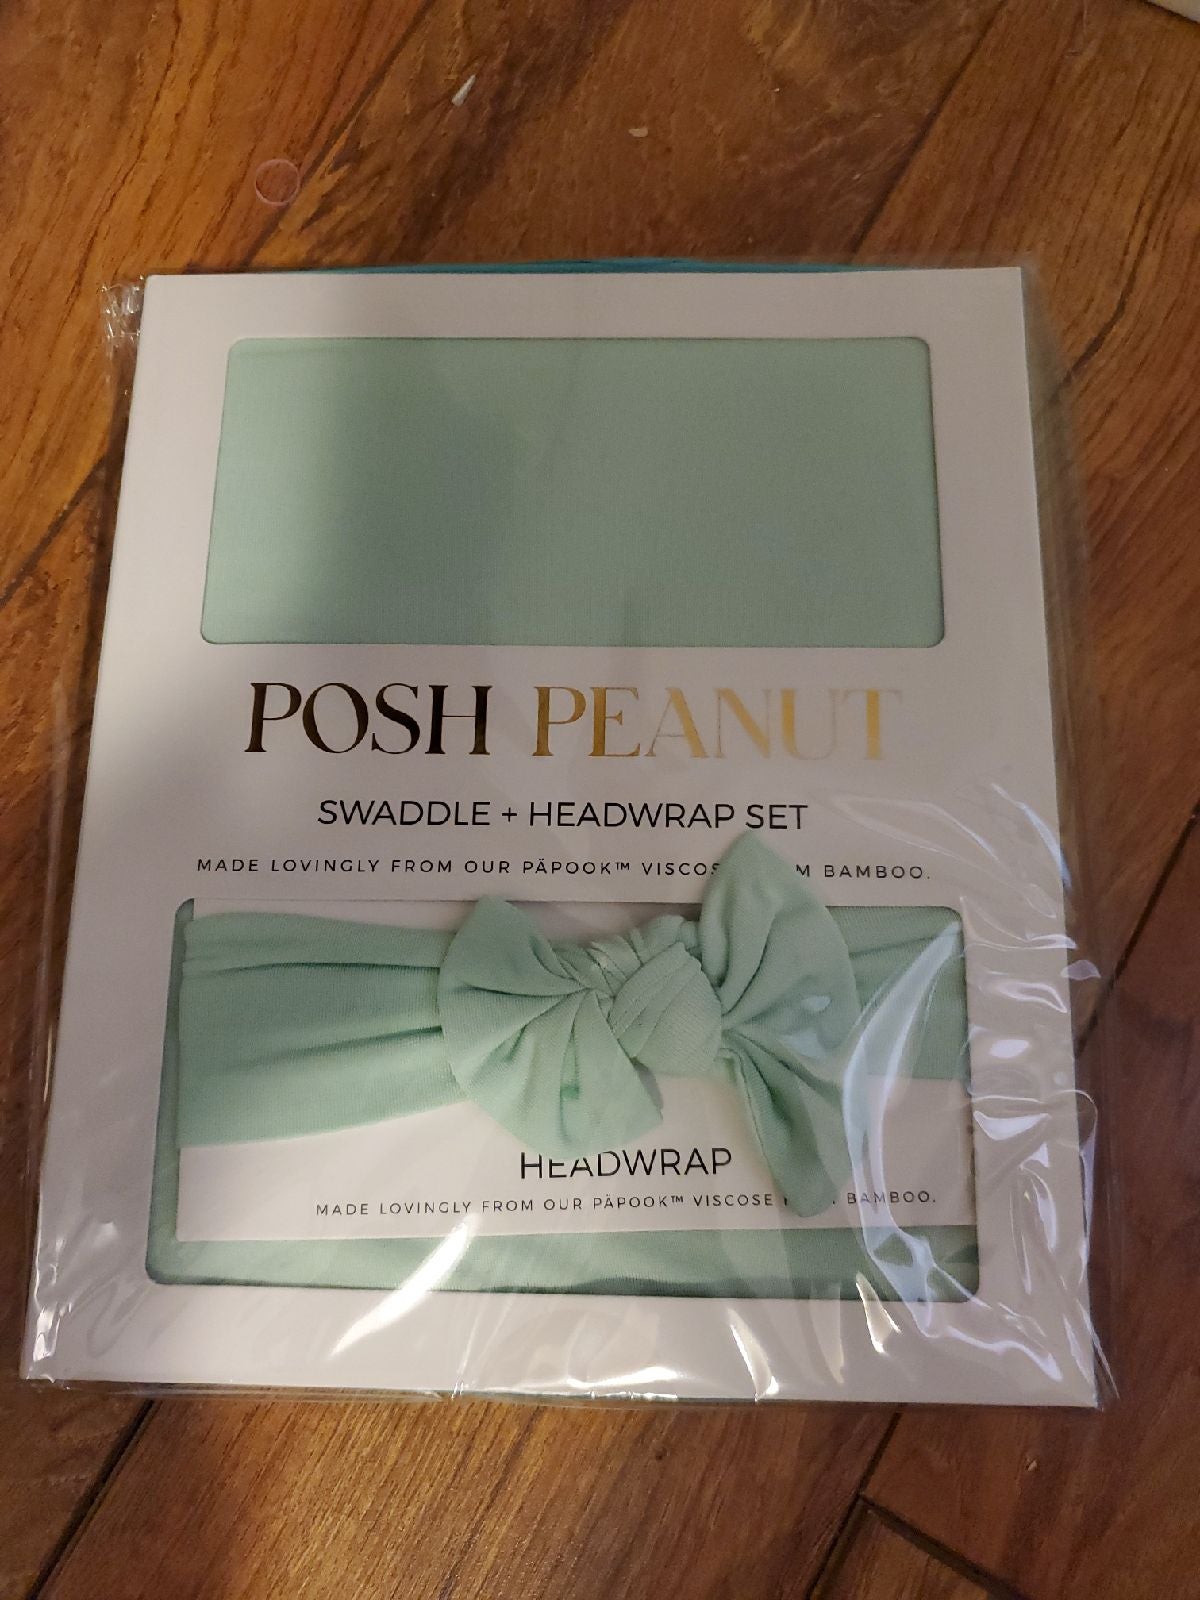 POSH PEANUT
SWADDLE + HEADWRAP SET
MADE LOVINGLY FROM OUR PÄPOOK™ VISCOS M BAMBOO.
HEADWRAP
MADE LOVINGLY FROM OUR PÄPOOK™ VISCOSE BAMBOO.